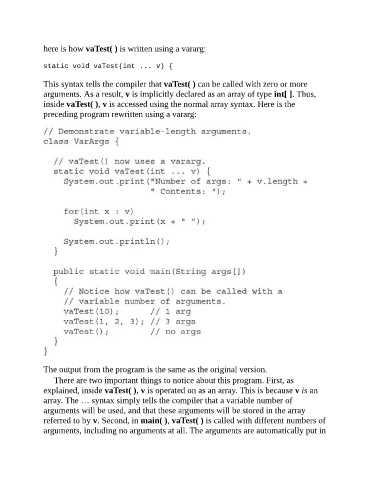 here is how vaTest( ) is written using a vararg:
static void vaTest(int ... v) {
This syntax tells the compiler that vaTest( ) can be called with zero or more
arguments. As a result, v is implicitly declared as an array of type int[ ]. Thus,
inside vaTest( ), v is accessed using the normal array syntax. Here is the
preceding program rewritten using a vararg:
// Demonstrate variable-length arguments.
class VarArgs {
// vaTest() now uses a vararg.
static void vaTest(int ... v) {
System.out.print("Number of args: " + v.length +
" Contents: ");
for(int x : v)
System.out.print(x + " ");
System.out.println();
}
public static void main(String args[])
{
// Notice how vaTest() can be called with a
// variable number of arguments.
vaTest(10); // 1 arg
vaTest(1, 2, 3); // 3 args
vaTest(); // no args
}
}
The output from the program is the same as the original version.
There are two important things to notice about this program. First, as
explained, inside vaTest( ), v is operated on as an array. This is because v is an
array. The … syntax simply tells the compiler that a variable number of
arguments will be used, and that these arguments will be stored in the array
referred to by v. Second, in main( ), vaTest( ) is called with different numbers of
arguments, including no arguments at all. The arguments are automatically put in